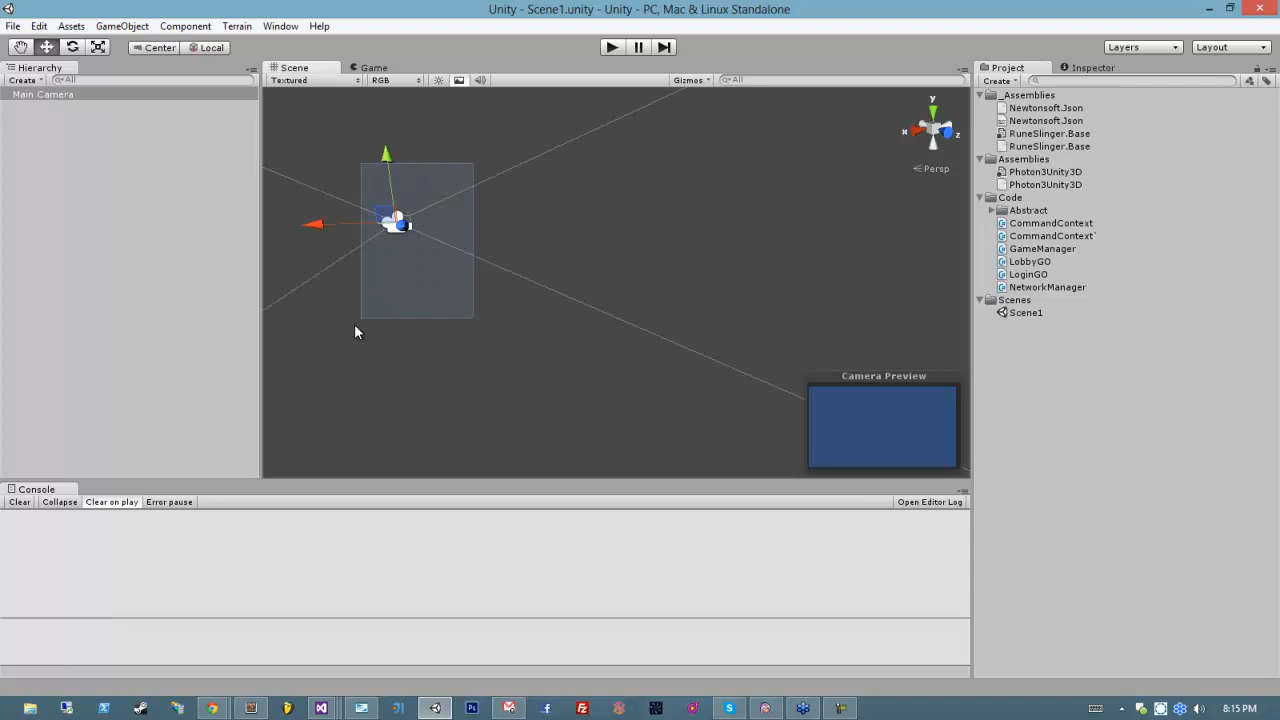 Unity - Scene1.unity - Unity - PC, Mac & Linux Standalone
File Edit Assets GameObject Component Terrain Window Help
Center Local Layers Layout
Hierarchy
Create All
Main Camera
Scene Game
Textured RGB Gizmos All
y
x z
Persp
Camera Preview
Project Inspector
Create
_Assemblies
Newtonsoft.Json
Newtonsoft.Json
RuneSlinger.Base
RuneSlinger.Base
Assemblies
Photon3Unity3D
Photon3Unity3D
Code
Abstract
CommandContext
CommandContext`
GameManager
LobbyGO
LoginGO
NetworkManager
Scenes
Scene1
Console
Clear Collapse Clear on play Error pause Open Editor Log
8:15 PM